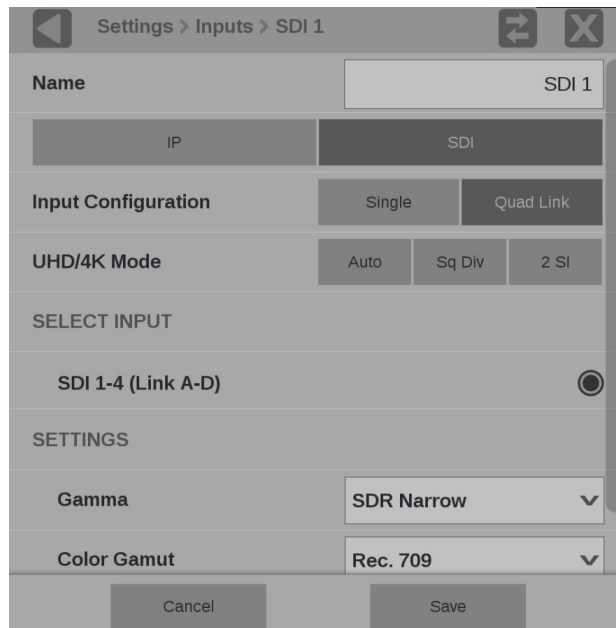 Settings > Inputs > SDI 1
Name SDI 1
IP SDI
Input Configuration Single Quad Link
UHD/4K Mode Auto Sq Div 2 SI
SELECT INPUT
SDI 1-4 (Link A-D)
SETTINGS
Gamma SDR Narrow
Color Gamut Rec. 709
Cancel Save